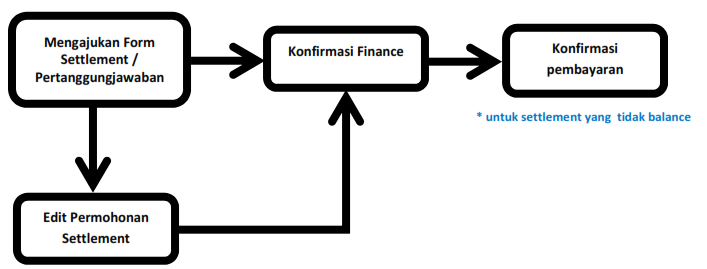 Mengajukan Form
Settlement /
Pertanggungjawaban
Konfirmasi Finance
Konfirmasi
pembayaran
* untuk settlement yang tidak balance
Edit Permohonan
Settlement